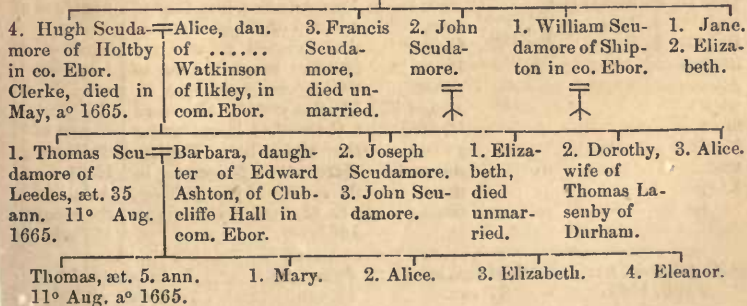 4. Hugh Scuda-
more of Holtby
in co. Ebor.
Clerke, died in
May, aº 1665.
Alice, dau.
of ......
Watkinson
of Ilkley, in
com. Ebor.
3. Francis
Scuda-
more,
died un-
married.
2. John
Scuda-
more.
1. William Scu-
damore of Ship-
ton in co. Ebor.
1. Jane.
2. Eliza-
beth.
1. Thomas Scu-
damore of
Leedes, æt. 35
ann. 11º Aug.
1665.
Barbara, daugh-
ter of Edward
Ashton, of Club-
cliffe Hall in
com. Ebor.
2. Joseph
Scudamore.
3. John Scu-
damore.
1. Eliza-
beth,
died
unmar-
ried.
2. Dorothy,
wife of
Thomas La-
senby of
Durham.
3. Alice.
Thomas, æt. 5. ann.
11º Aug. aº 1665.
1. Mary.
2. Alice.
3. Elizabeth.
4. Eleanor.